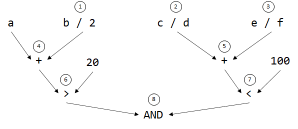 1 2 3
a b / 2 c / d e / f
4 5
+ 20 + 100
6 7
> <
8
AND